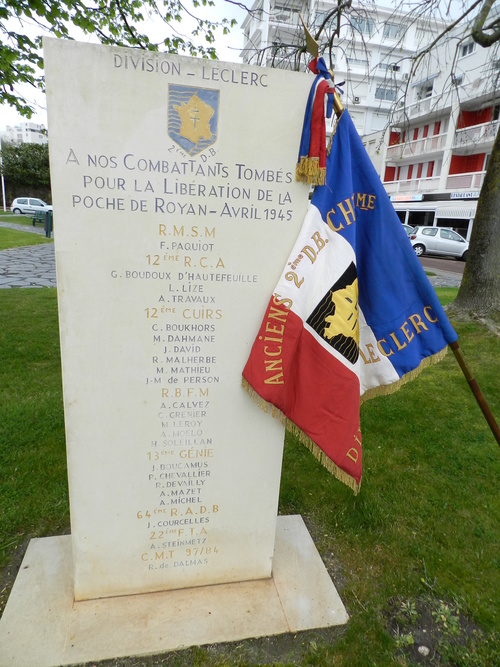 DIVISION - LECLERC
2ème D.B
A NOS COMBATTANTS TOMBÉS
POUR LA LIBÉRATION DE LA
POCHE DE ROYAN - AVRIL 1945
R.M.S.M
F. PAQUIOT
12ème R.C.A
G. BOUDOUX D'HAUTEFEUILLE
L. LIZE
A. TRAVAUX
12ÈME CUIRS
C. BOUKHORS
M. DAHMANE
J. DAVID
R. MALHERBE
M. MATHIEU
J-M de PERSON
R.B.F.M
A. CALVEZ
G. GRENIER
M. LEROY
H. SOLLILLAN
13ème GÉNIE
J. BOUCAMUS
P. CHEVALLIER
R. DEVAILLY
A. MAZET
A. MICHEL
64ème R.A.D.B
J. COURCELLES
22ème F.T.A
A. STEINMETZ
C.M.T 97/84
R. de DALMAS
ANCIENS 2ème D.B.
LECLERC